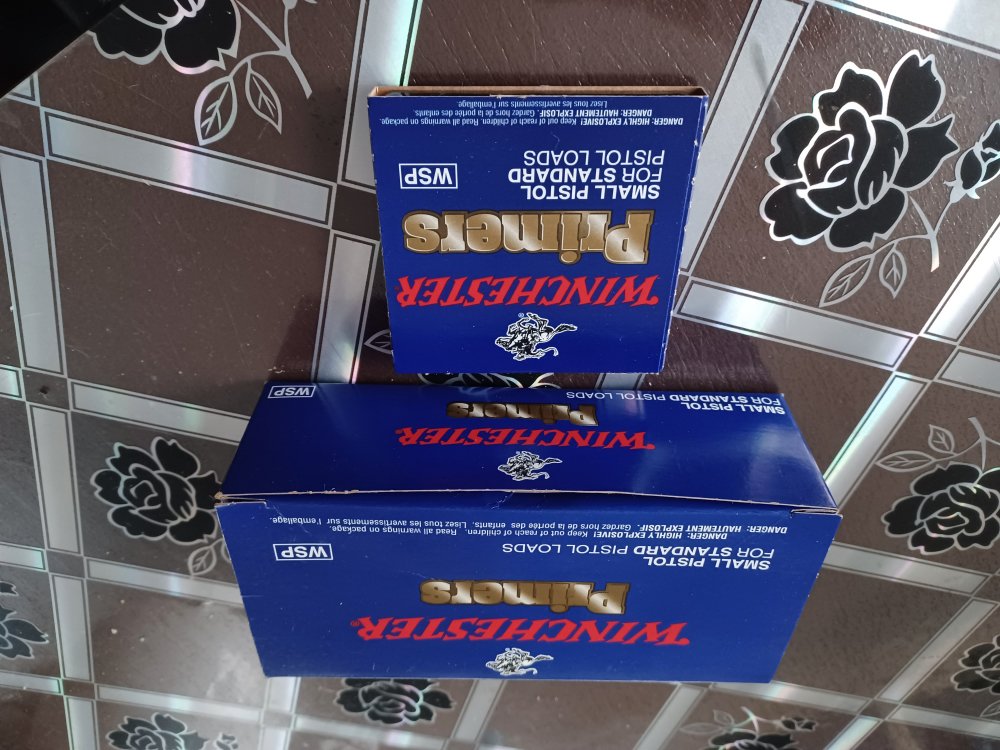 WINCHESTER
Primers
SMALL PISTOL
FOR STANDARD
PISTOL LOADS
WSP
DANGER: HIGHLY EXPLOSIVE! Keep out of reach of children. Read all warnings on package.
DANGER: HAUTEMENT EXPLOSIF Gardez hors de la portée des enfants.
Lisez tous les avertissements sur l'emballage.
WINCHESTER
Primers
SMALL PISTOL
FOR STANDARD PISTOL LOADS
WSP
WINCHESTER®
Primers
SMALL PISTOL
FOR STANDARD PISTOL LOADS
WSP
DANGER: HIGHLY EXPLOSIVE! Keep out of reach of children. Read all warnings on package.
DANGER: HAUTEMENT EXPLOSIF. Gardez hors de la portée des enfants. Lisez tous les avertissements sur l'emballage.